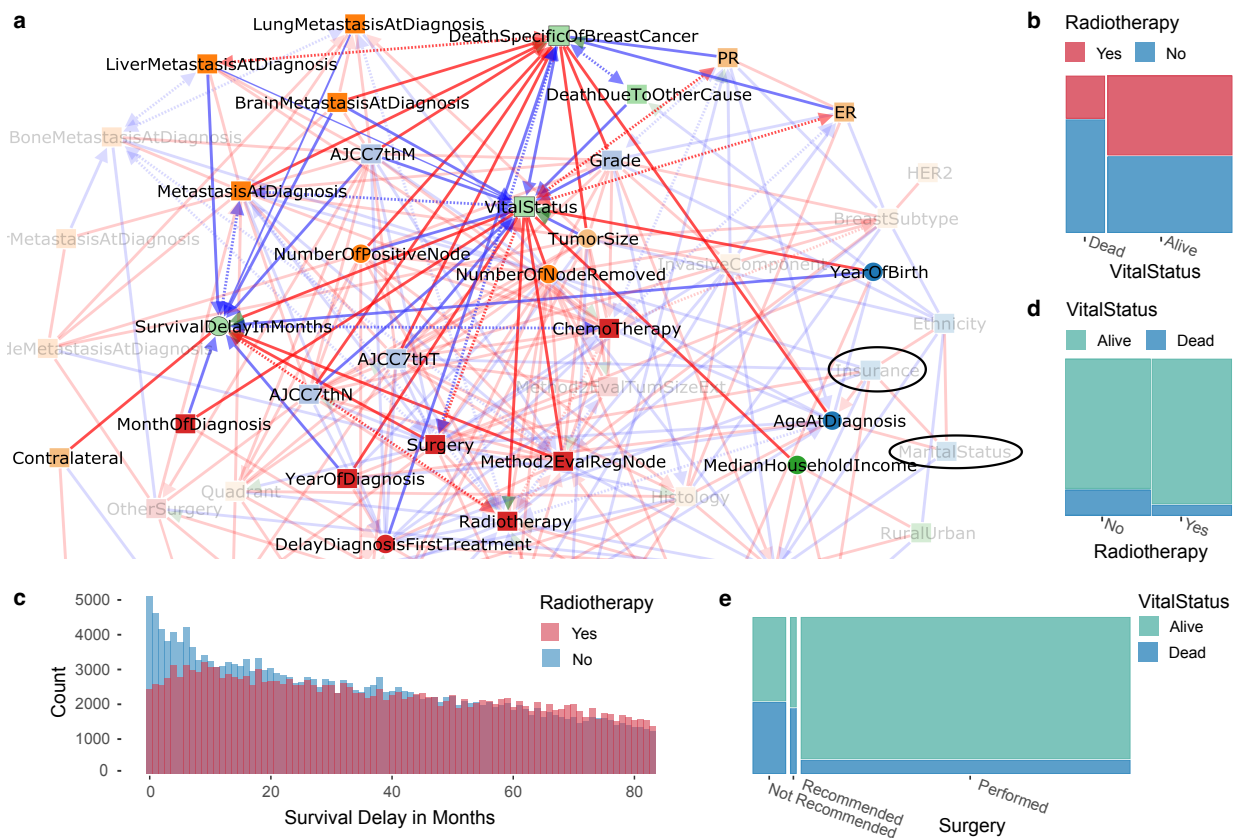 a
LungMetastasisAtDiagnosis
DeathSpecificOfBreastCancer
LiverMetastasisAtDiagnosis
PR
BrainMetastasisAtDiagnosis
DeathDueToOtherCause
ER
BoneMetastasisAtDiagnosis
AJCC7thM
Grade
HER2
MetastasisAtDiagnosis
VitalStatus
BreastSubtype
rMetastasisAtDiagnosis
TumorSize
NumberOfPositiveNode
NumberOfNodeRemoved
InvasiveComponent
YearOfBirth
SurvivalDelayInMonths
ChemoTherapy
Ethnicity
deMetastasisAtDiagnosis
AJCC7thT
Method2EvalTumSizeExt
Insurance
AJCC7thN
MonthOfDiagnosis
AgeAtDiagnosis
Surgery
Contralateral
Method2EvalRegNode
MedianHouseholdIncome
MaritalStatus
YearOfDiagnosis
Quadrant
Histology
OtherSurgery
Radiotherapy
RuralUrban
DelayDiagnosisFirstTreatment
b
Radiotherapy
Yes No
Dead Alive
VitalStatus
d
VitalStatus
Alive Dead
No Yes
Radiotherapy
c
Radiotherapy
Yes
No
Count
5000
4000
3000
2000
1000
0
0 20 40 60 80
Survival Delay in Months
e
VitalStatus
Alive
Dead
Not Recommended
Recommended
Performed
Surgery